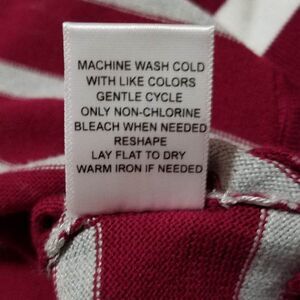 MACHINE WASH COLD
WITH LIKE COLORS
GENTLE CYCLE
ONLY NON-CHLORINE
BLEACH WHEN NEEDED
RESHAPE
LAY FLAT TO DRY
WARM IRON IF NEEDED